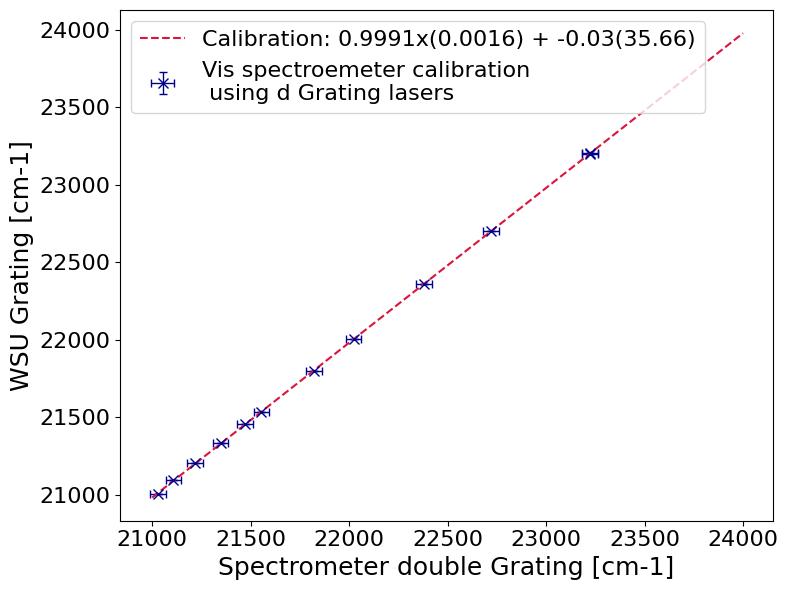 Calibration: 0.9991x(0.0016) + -0.03(35.66)
Vis spectroemeter calibration
using d Grating lasers
24000
23500
23000
22500
22000
21500
21000
WSU Grating [cm-1]
21000 21500 22000 22500 23000 23500 24000
Spectrometer double Grating [cm-1]